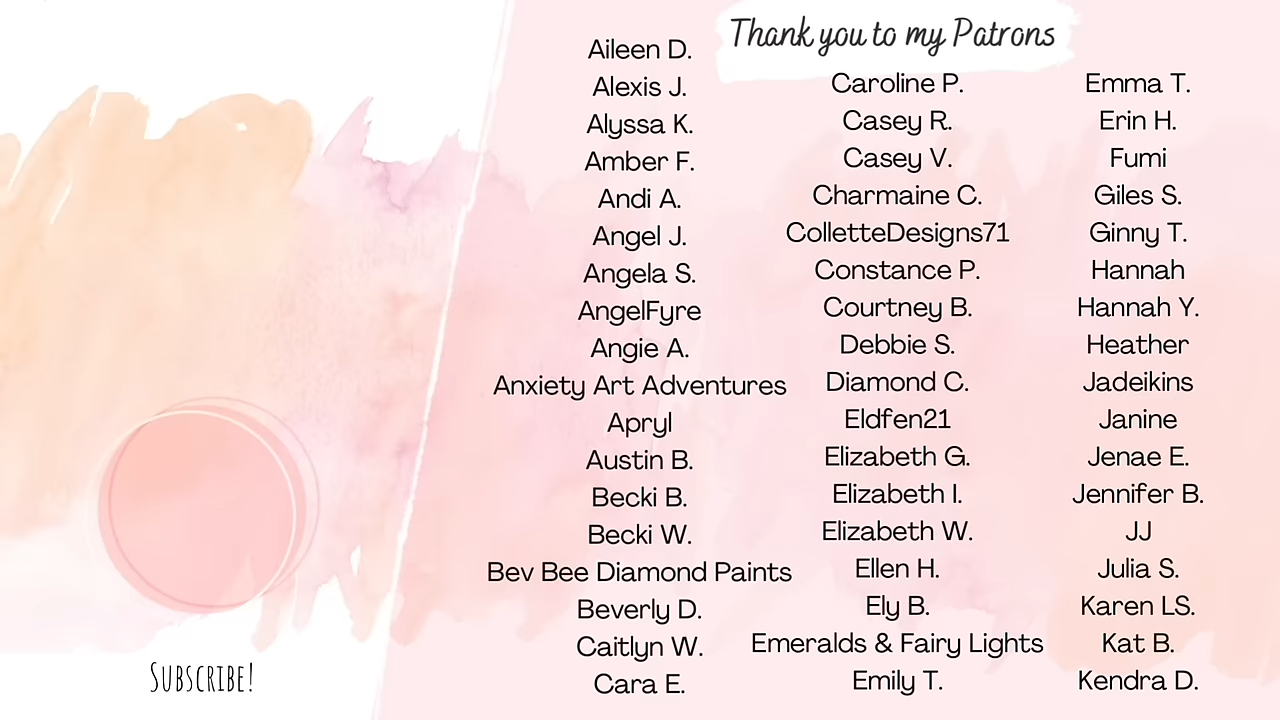 Thank you to my Patrons
Aileen D.
Alexis J.
Alyssa K.
Amber F.
Andi A.
Angel J.
Angela S.
AngelFyre
Angie A.
Anxiety Art Adventures
Apryl
Austin B.
Becki B.
Becki W.
Bev Bee Diamond Paints
Beverly D.
Caitlyn W.
Cara E.
Caroline P.
Casey R.
Casey V.
Charmaine C.
ColletteDesigns71
Constance P.
Courtney B.
Debbie S.
Diamond C.
Eldfen21
Elizabeth G.
Elizabeth I.
Elizabeth W.
Ellen H.
Ely B.
Emeralds & Fairy Lights
Emily T.
Emma T.
Erin H.
Fumi
Giles S.
Ginny T.
Hannah
Hannah Y.
Heather
Jadeikins
Janine
Jenae E.
Jennifer B.
JJ
Julia S.
Karen LS.
Kat B.
Kendra D.
Subscribe!